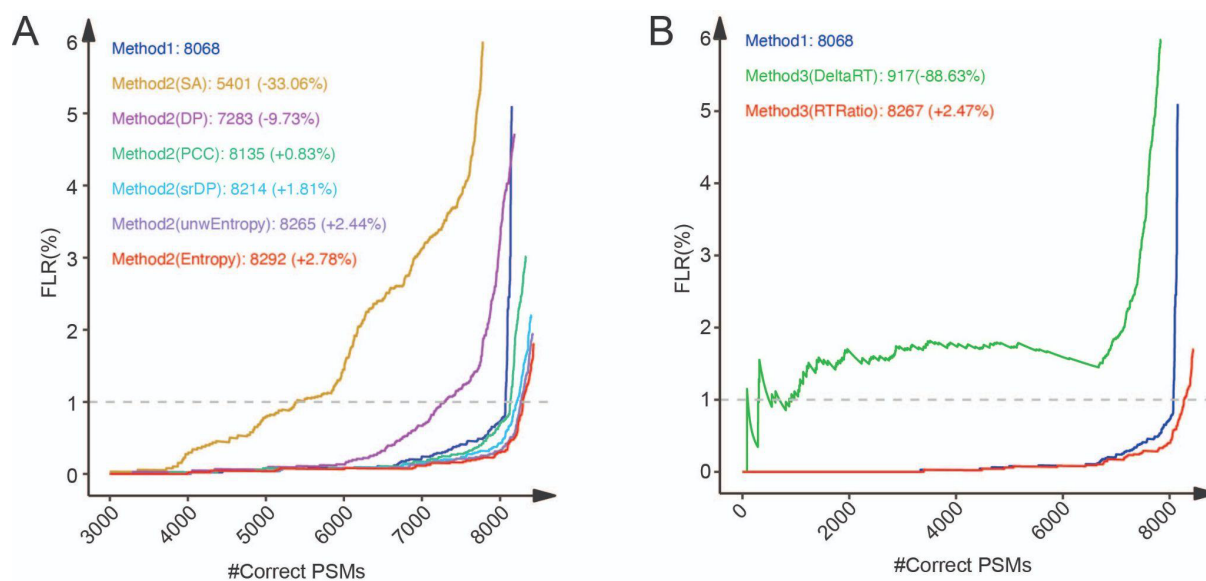 A
FLR(%)
6
5
4
3
2
1
0
Method1: 8068
Method2(SA): 5401 (-33.06%)
Method2(DP): 7283 (-9.73%)
Method2(PCC): 8135 (+0.83%)
Method2(srDP): 8214 (+1.81%)
Method2(unwEntropy): 8265 (+2.44%)
Method2(Entropy): 8292 (+2.78%)
3000
4000
5000
6000
7000
8000
#Correct PSMs
B
FLR(%)
6
5
4
3
2
1
0
Method1: 8068
Method3(DeltaRT): 917(-88.63%)
Method3(RTRatio): 8267 (+2.47%)
0
2000
4000
6000
8000
#Correct PSMs